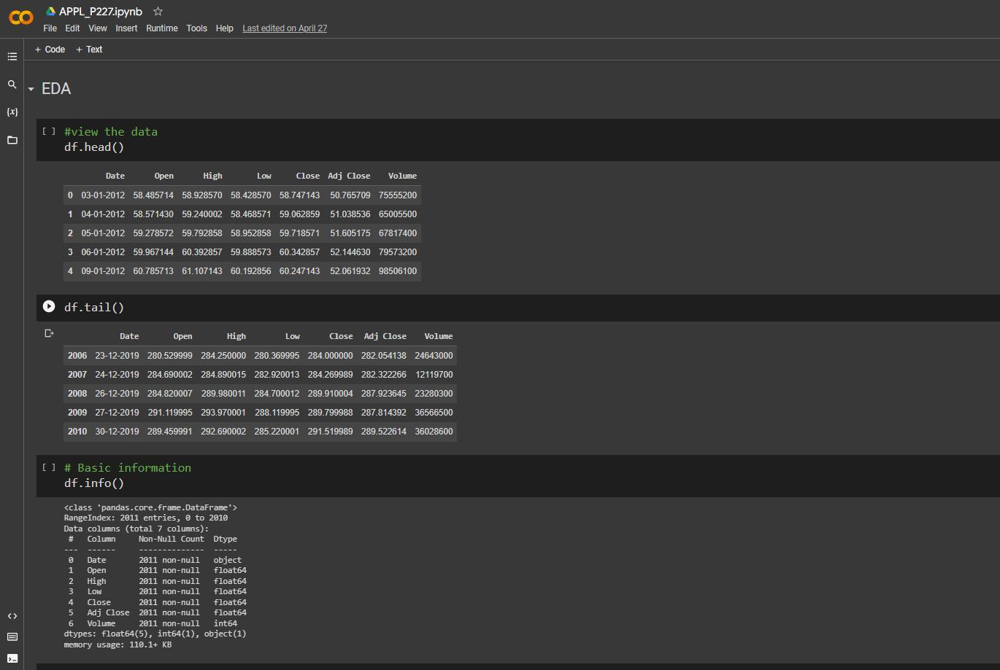 APPL_P227.ipynb
File Edit View Insert Runtime Tools Help Last edited on April 27
+ Code + Text
EDA
[ ] #view the data
df.head()
Date Open High Low Close Adj Close Volume
0 03-01-2012 58.485714 58.928570 58.428570 58.747143 50.765709 75555200
1 04-01-2012 58.571430 59.240002 58.468571 59.062859 51.038536 65005500
2 05-01-2012 59.278572 59.792858 58.952858 59.718571 51.605175 67817400
3 06-01-2012 59.967144 60.392857 59.888573 60.342857 52.144630 79573200
4 09-01-2012 60.785713 61.107143 60.192856 60.247143 52.061932 98506100
df.tail()
Date Open High Low Close Adj Close Volume
2006 23-12-2019 280.529999 284.250000 280.369995 284.000000 282.054138 24643000
2007 24-12-2019 284.690002 284.890015 282.920013 284.269989 282.322266 12119700
2008 26-12-2019 284.820007 289.980011 284.700012 289.910004 287.923645 23280300
2009 27-12-2019 291.119995 293.970001 288.119995 289.799988 287.814392 36566500
2010 30-12-2019 289.459991 292.690002 285.220001 291.519989 289.522614 36028600
[ ] # Basic information
df.info()
<class 'pandas.core.frame.DataFrame'>
RangeIndex: 2011 entries, 0 to 2010
Data columns (total 7 columns):
# Column Non-Null Count Dtype
--- ------ -------------- -----
0 Date 2011 non-null object
1 Open 2011 non-null float64
2 High 2011 non-null float64
3 Low 2011 non-null float64
4 Close 2011 non-null float64
5 Adj Close 2011 non-null float64
6 Volume 2011 non-null int64
dtypes: float64(5), int64(1), object(1)
memory usage: 110.1+ KB